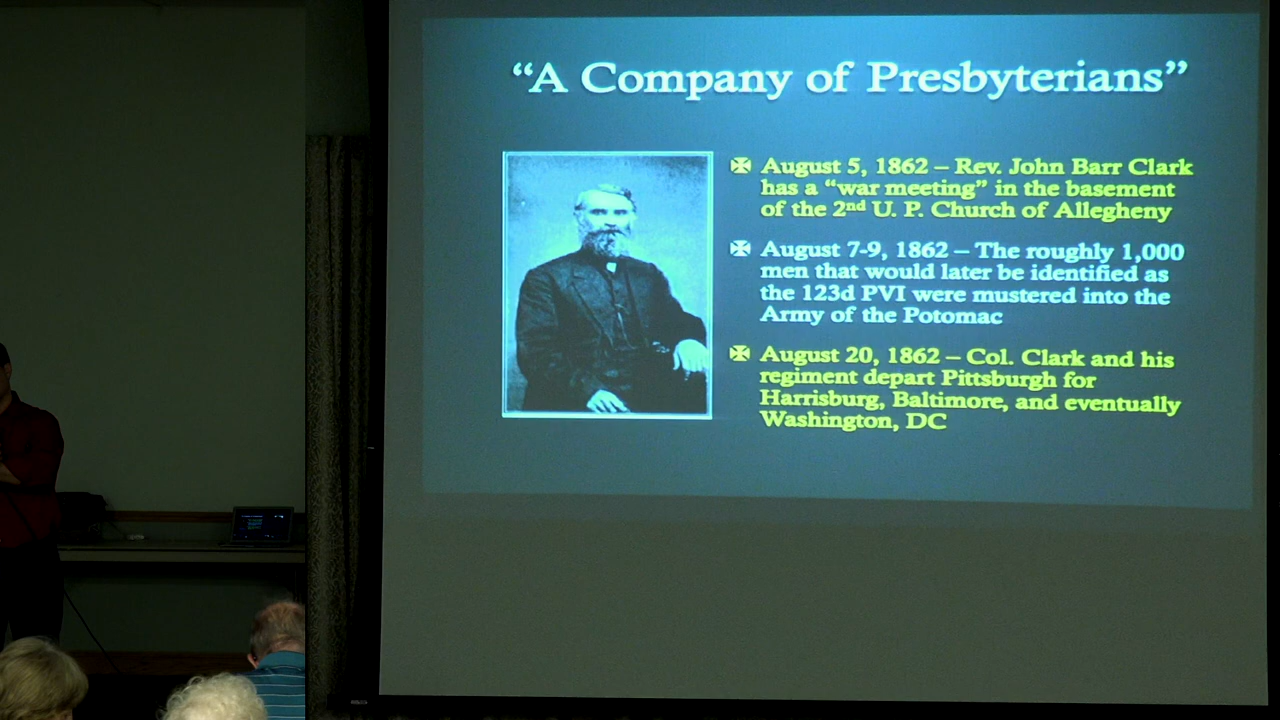 “A Company of Presbyterians”
August 5, 1862 – Rev. John Barr Clark
has a “war meeting” in the basement
of the 2nd U. P. Church of Allegheny
August 7-9, 1862 – The roughly 1,000
men that would later be identified as
the 123d PVI were mustered into the
Army of the Potomac
August 20, 1862 – Col. Clark and his
regiment depart Pittsburgh for
Harrisburg, Baltimore, and eventually
Washington, DC